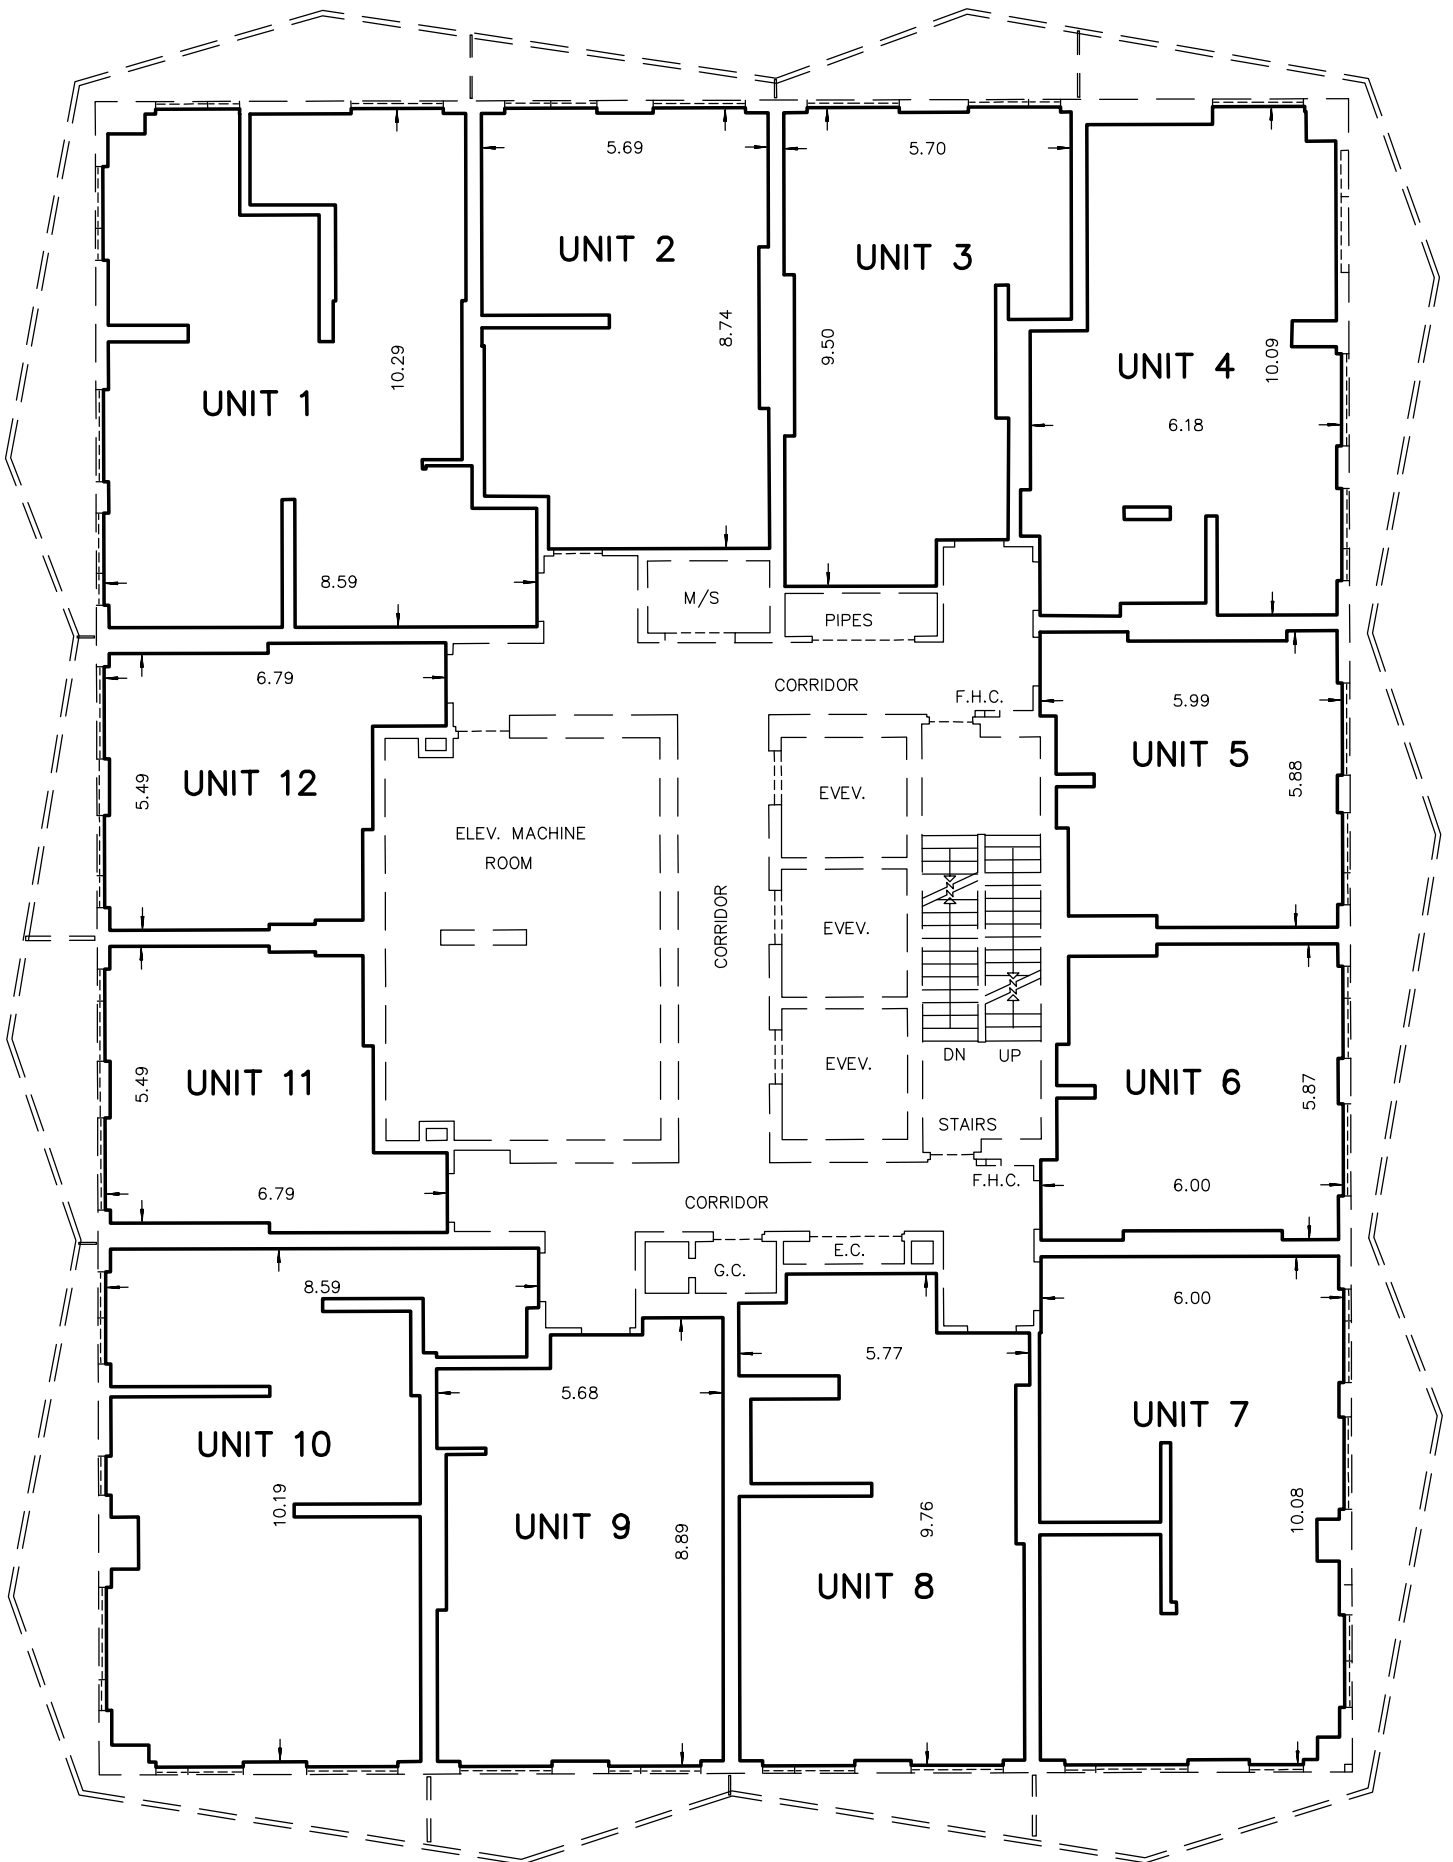 5.69
5.70
UNIT 2
UNIT 3
8.74
9.50
10.29
UNIT 4
10.09
UNIT 1
6.18
8.59
M/S
PIPES
6.79
CORRIDOR
F.H.C.
5.99
UNIT 12
5.49
UNIT 5
5.88
EVEV.
ELEV. MACHINE
ROOM
CORRIDOR
EVEV.
DN
UP
EVEV.
UNIT 11
5.49
UNIT 6
5.87
STAIRS
F.H.C.
6.79
CORRIDOR
6.00
E.C.
G.C.
8.59
6.00
5.77
5.68
UNIT 7
UNIT 10
10.19
10.08
9.76
UNIT 9
8.89
UNIT 8